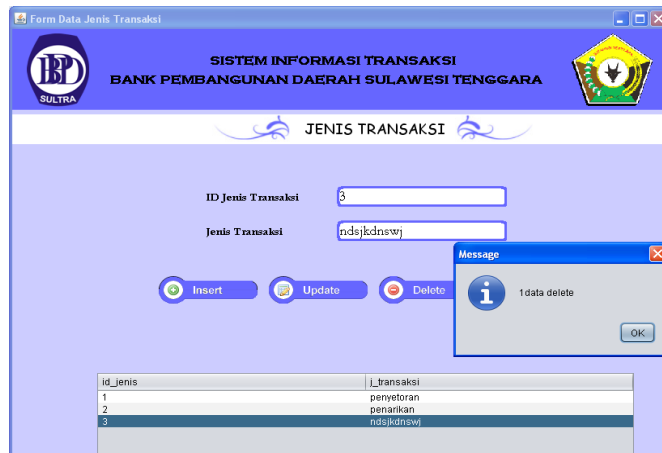 Form Data Jenis Transaksi
BPD
SULTRA
SISTEM INFORMASI TRANSAKSI
BANK PEMBANGUNAN DAERAH SULAWESI TENGGARA
JENIS TRANSAKSI
ID Jenis Transaksi
3
Jenis Transaksi
ndsjkdnswj
Message
1 data delete
OK
Insert
Update
Delete
id_jenis j_transaksi
1 penyetoran
2 penarikan
3 ndsjkdnswj